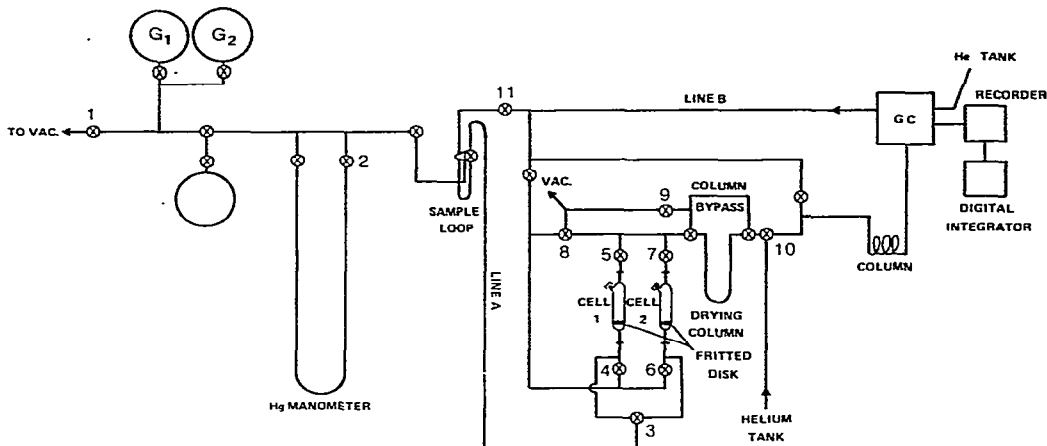 G1
G2
He TANK
11
RECORDER
LINE B
1
GC
TO VAC.
2
VAC.
COLUMN
9
BYPASS
SAMPLE
LOOP
DIGITAL
INTEGRATOR
8
5
7
10
COLUMN
LINE A
CELL
1
CELL
2
DRYING
COLUMN
FRITTED
DISK
4
6
Hg MANOMETER
3
HELIUM
TANK